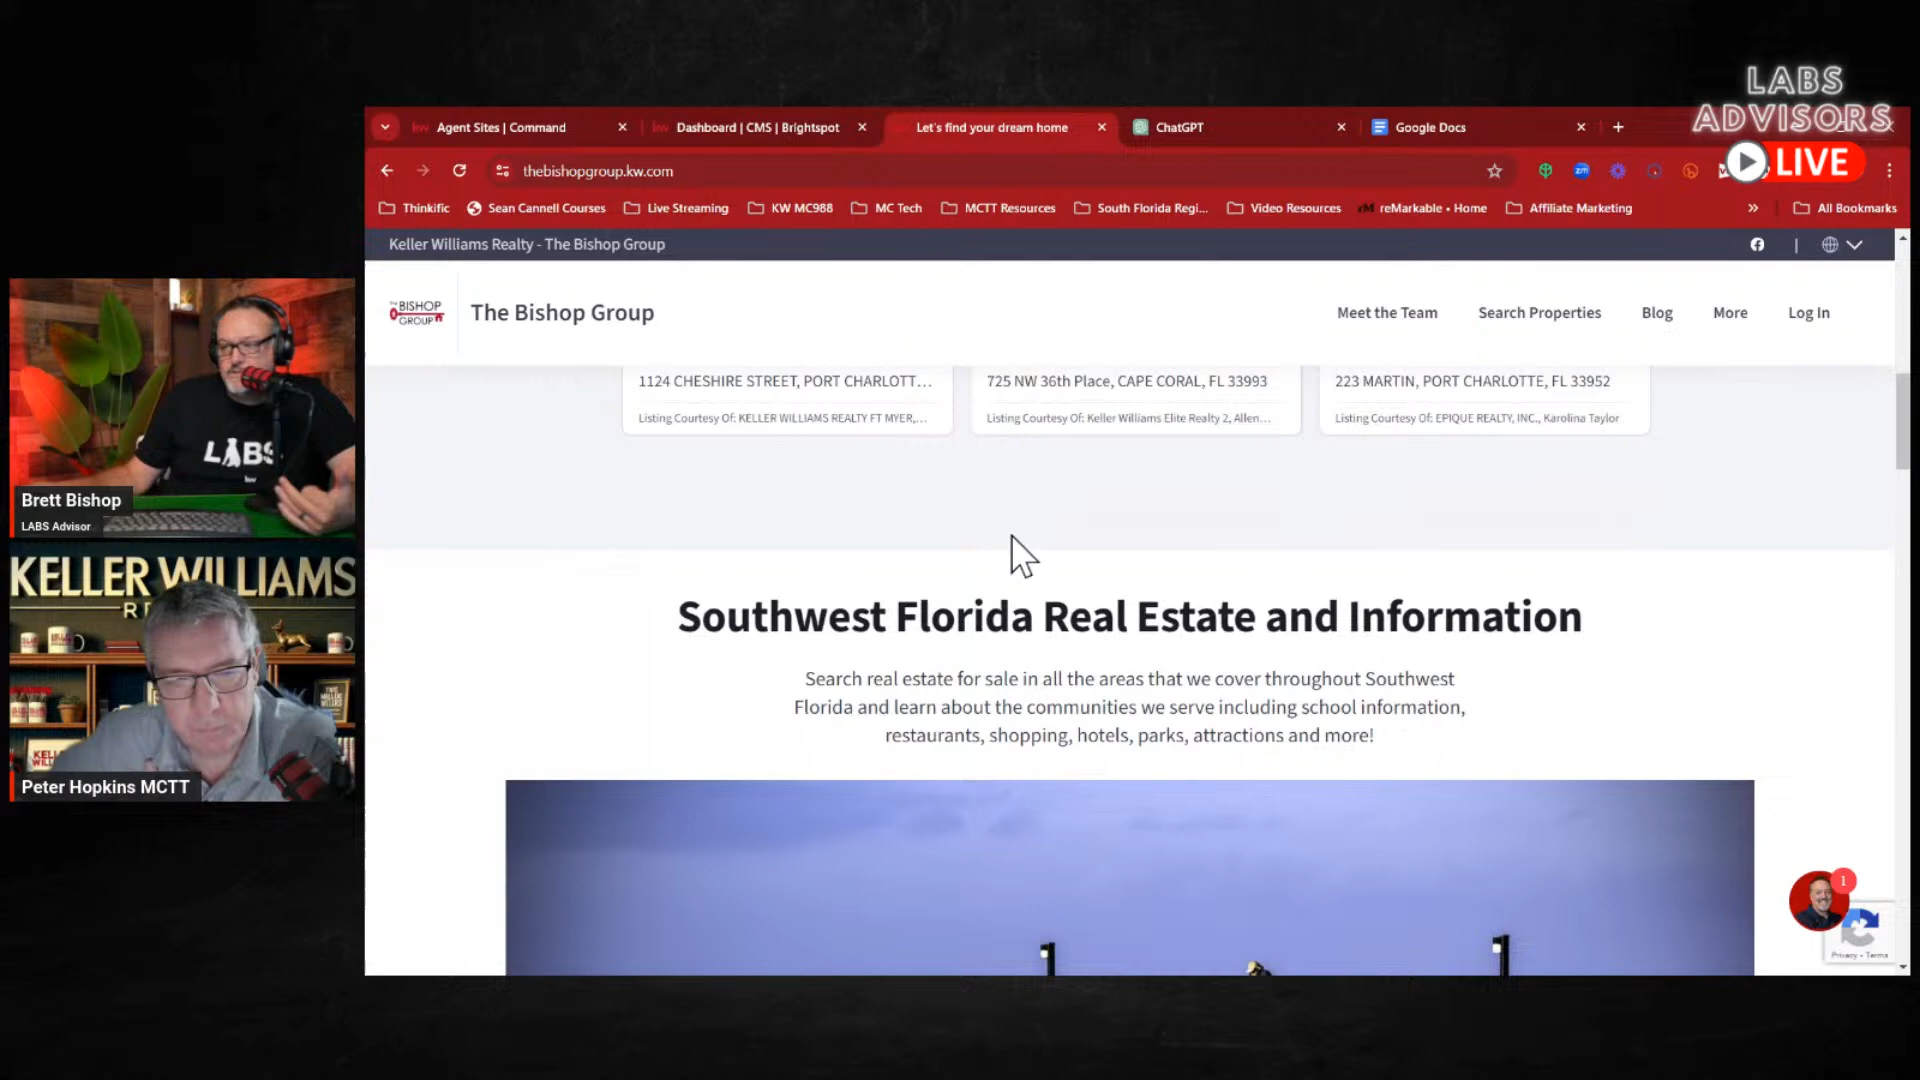 LABS
ADVISORS
LIVE
Agent Sites | Command
Dashboard | CMS | Brightspot
Let's find your dream home
ChatGPT
Google Docs
thebishopgroup.kw.com
zm
Thinkific
Sean Cannell Courses
Live Streaming
KW MC988
MC Tech
MCTT Resources
South Florida Regi...
Video Resources
rM reMarkable • Home
Affiliate Marketing
All Bookmarks
Keller Williams Realty - The Bishop Group
THE BISHOP GROUP
The Bishop Group
Meet the Team
Search Properties
Blog
More
Log In
1124 CHESHIRE STREET, PORT CHARLOTT...
Listing Courtesy Of: KELLER WILLIAMS REALTY FT MYER,...
725 NW 36th Place, CAPE CORAL, FL 33993
Listing Courtesy Of: Keller Williams Elite Realty 2, Allen...
223 MARTIN, PORT CHARLOTTE, FL 33952
Listing Courtesy Of: EPIQUE REALTY, INC., Karolina Taylor
Southwest Florida Real Estate and Information
Search real estate for sale in all the areas that we cover throughout Southwest
Florida and learn about the communities we serve including school information,
restaurants, shopping, hotels, parks, attractions and more!
1
Privacy - Terms
LABS
kw
Brett Bishop
LABS Advisor
KELLER WILLIAMS
Peter Hopkins MCTT